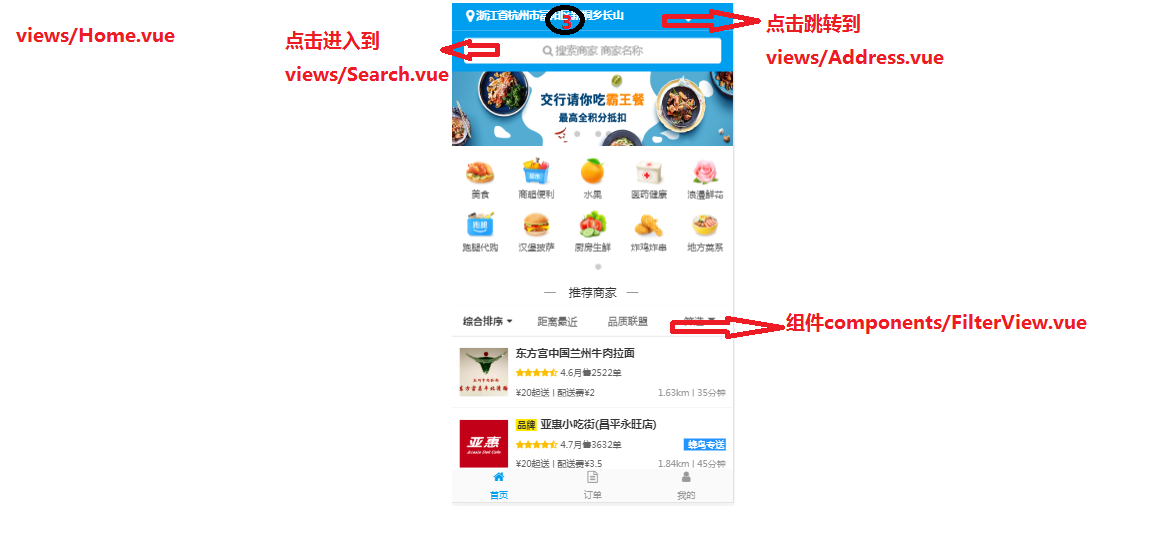 views/Home.vue
点击进入到
views/Search.vue
浙江省杭州市富阳区
乡长山
3
点击跳转到
views/Address.vue
搜索商家 商家名称
交行请你吃霸王餐
最高全积分抵扣
美食 商超便利 水果 医药健康 浪漫鲜花
跑腿代购 汉堡披萨 厨房生鲜 炸鸡炸串 地方菜系
推荐商家
综合排序 距离最近 品质联盟
组件components/FilterView.vue
东方宫中国兰州牛肉拉面
4.6月售2522单
¥20起送 | 配送费¥2 1.63km | 35分钟
品牌 亚惠小吃街(昌平永旺店)
亚惠
4.7月售3632单 蜂鸟专送
¥20起送 | 配送费¥3.5 1.84km | 45分钟
首页 订单 我的